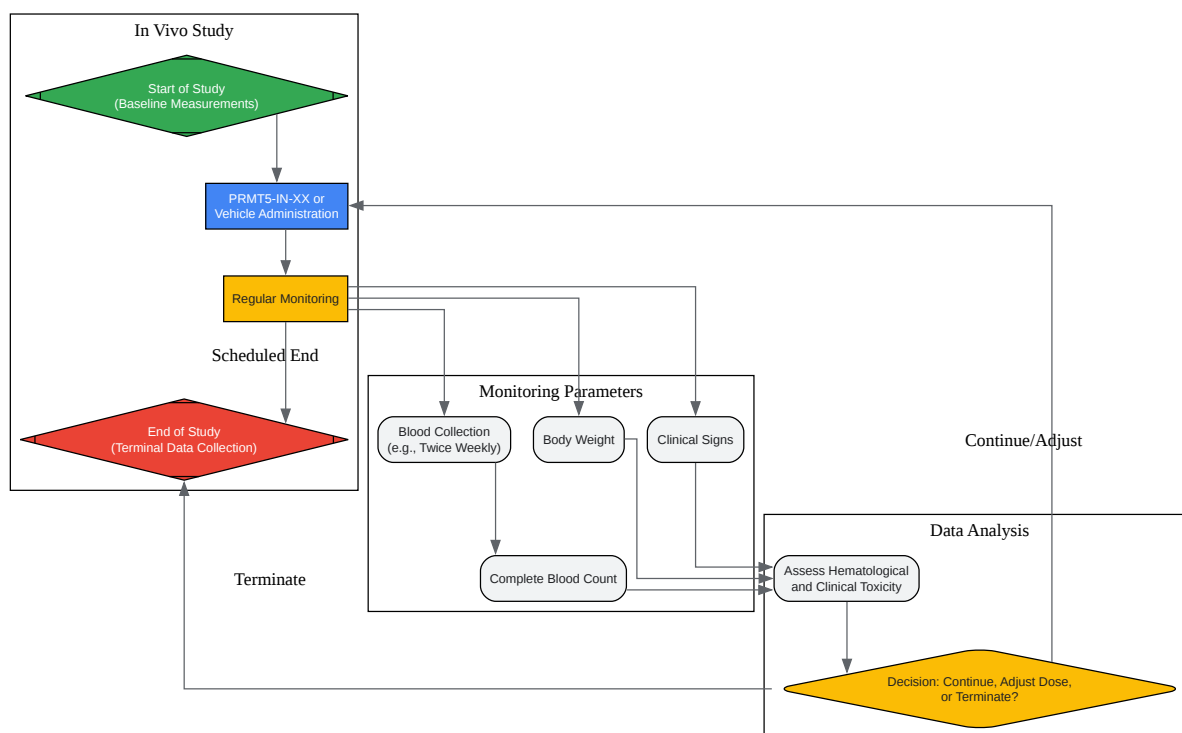 In Vivo Study
Start of Study
(Baseline Measurements)
PRMT5-IN-XX or
Vehicle Administration
Regular Monitoring
Scheduled End
End of Study
(Terminal Data Collection)
Terminate
Monitoring Parameters
Blood Collection
(e.g., Twice Weekly)
Body Weight
Clinical Signs
Complete Blood Count
Continue/Adjust
Data Analysis
Assess Hematological
and Clinical Toxicity
Decision: Continue, Adjust Dose,
or Terminate?